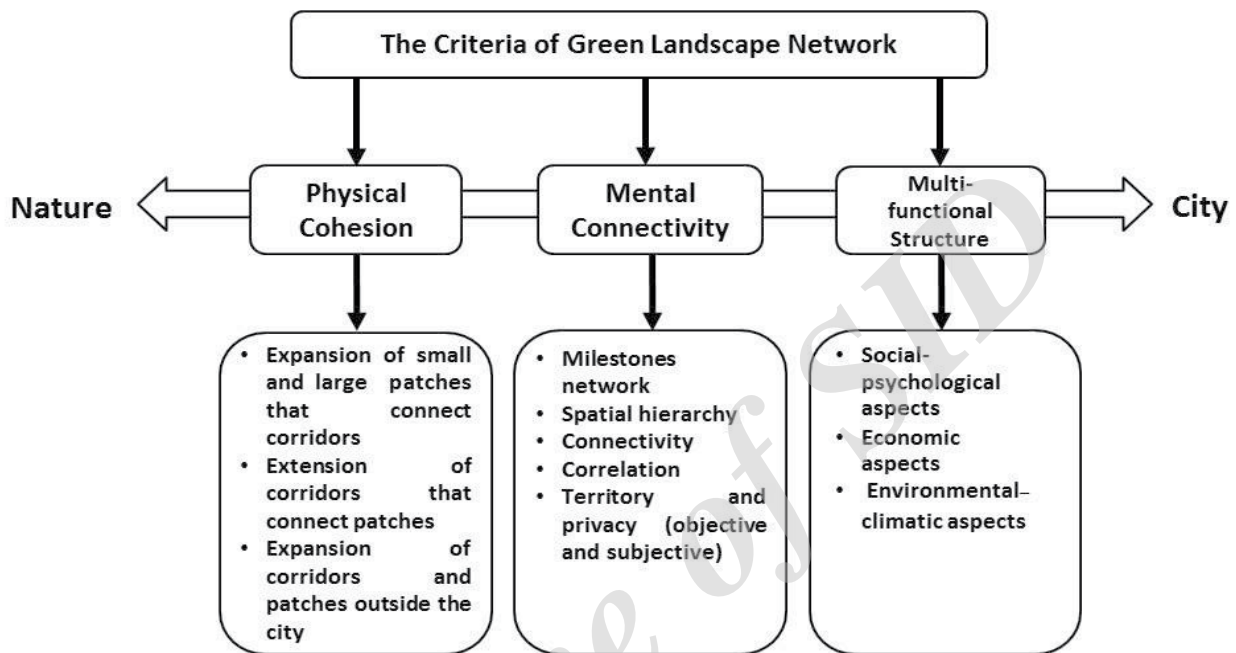 The Criteria of Green Landscape Network
Nature
Physical
Cohesion
Mental
Connectivity
Multi-
functional
Structure
City
• Expansion of small
and large patches
that connect
corridors
• Extension of
corridors that
connect patches
• Expansion of
corridors and
patches outside the
city
• Milestones
network
• Spatial hierarchy
• Connectivity
• Correlation
• Territory and
privacy (objective
and subjective)
• Social-
psychological
aspects
• Economic
aspects
• Environmental–
climatic aspects
e of SID